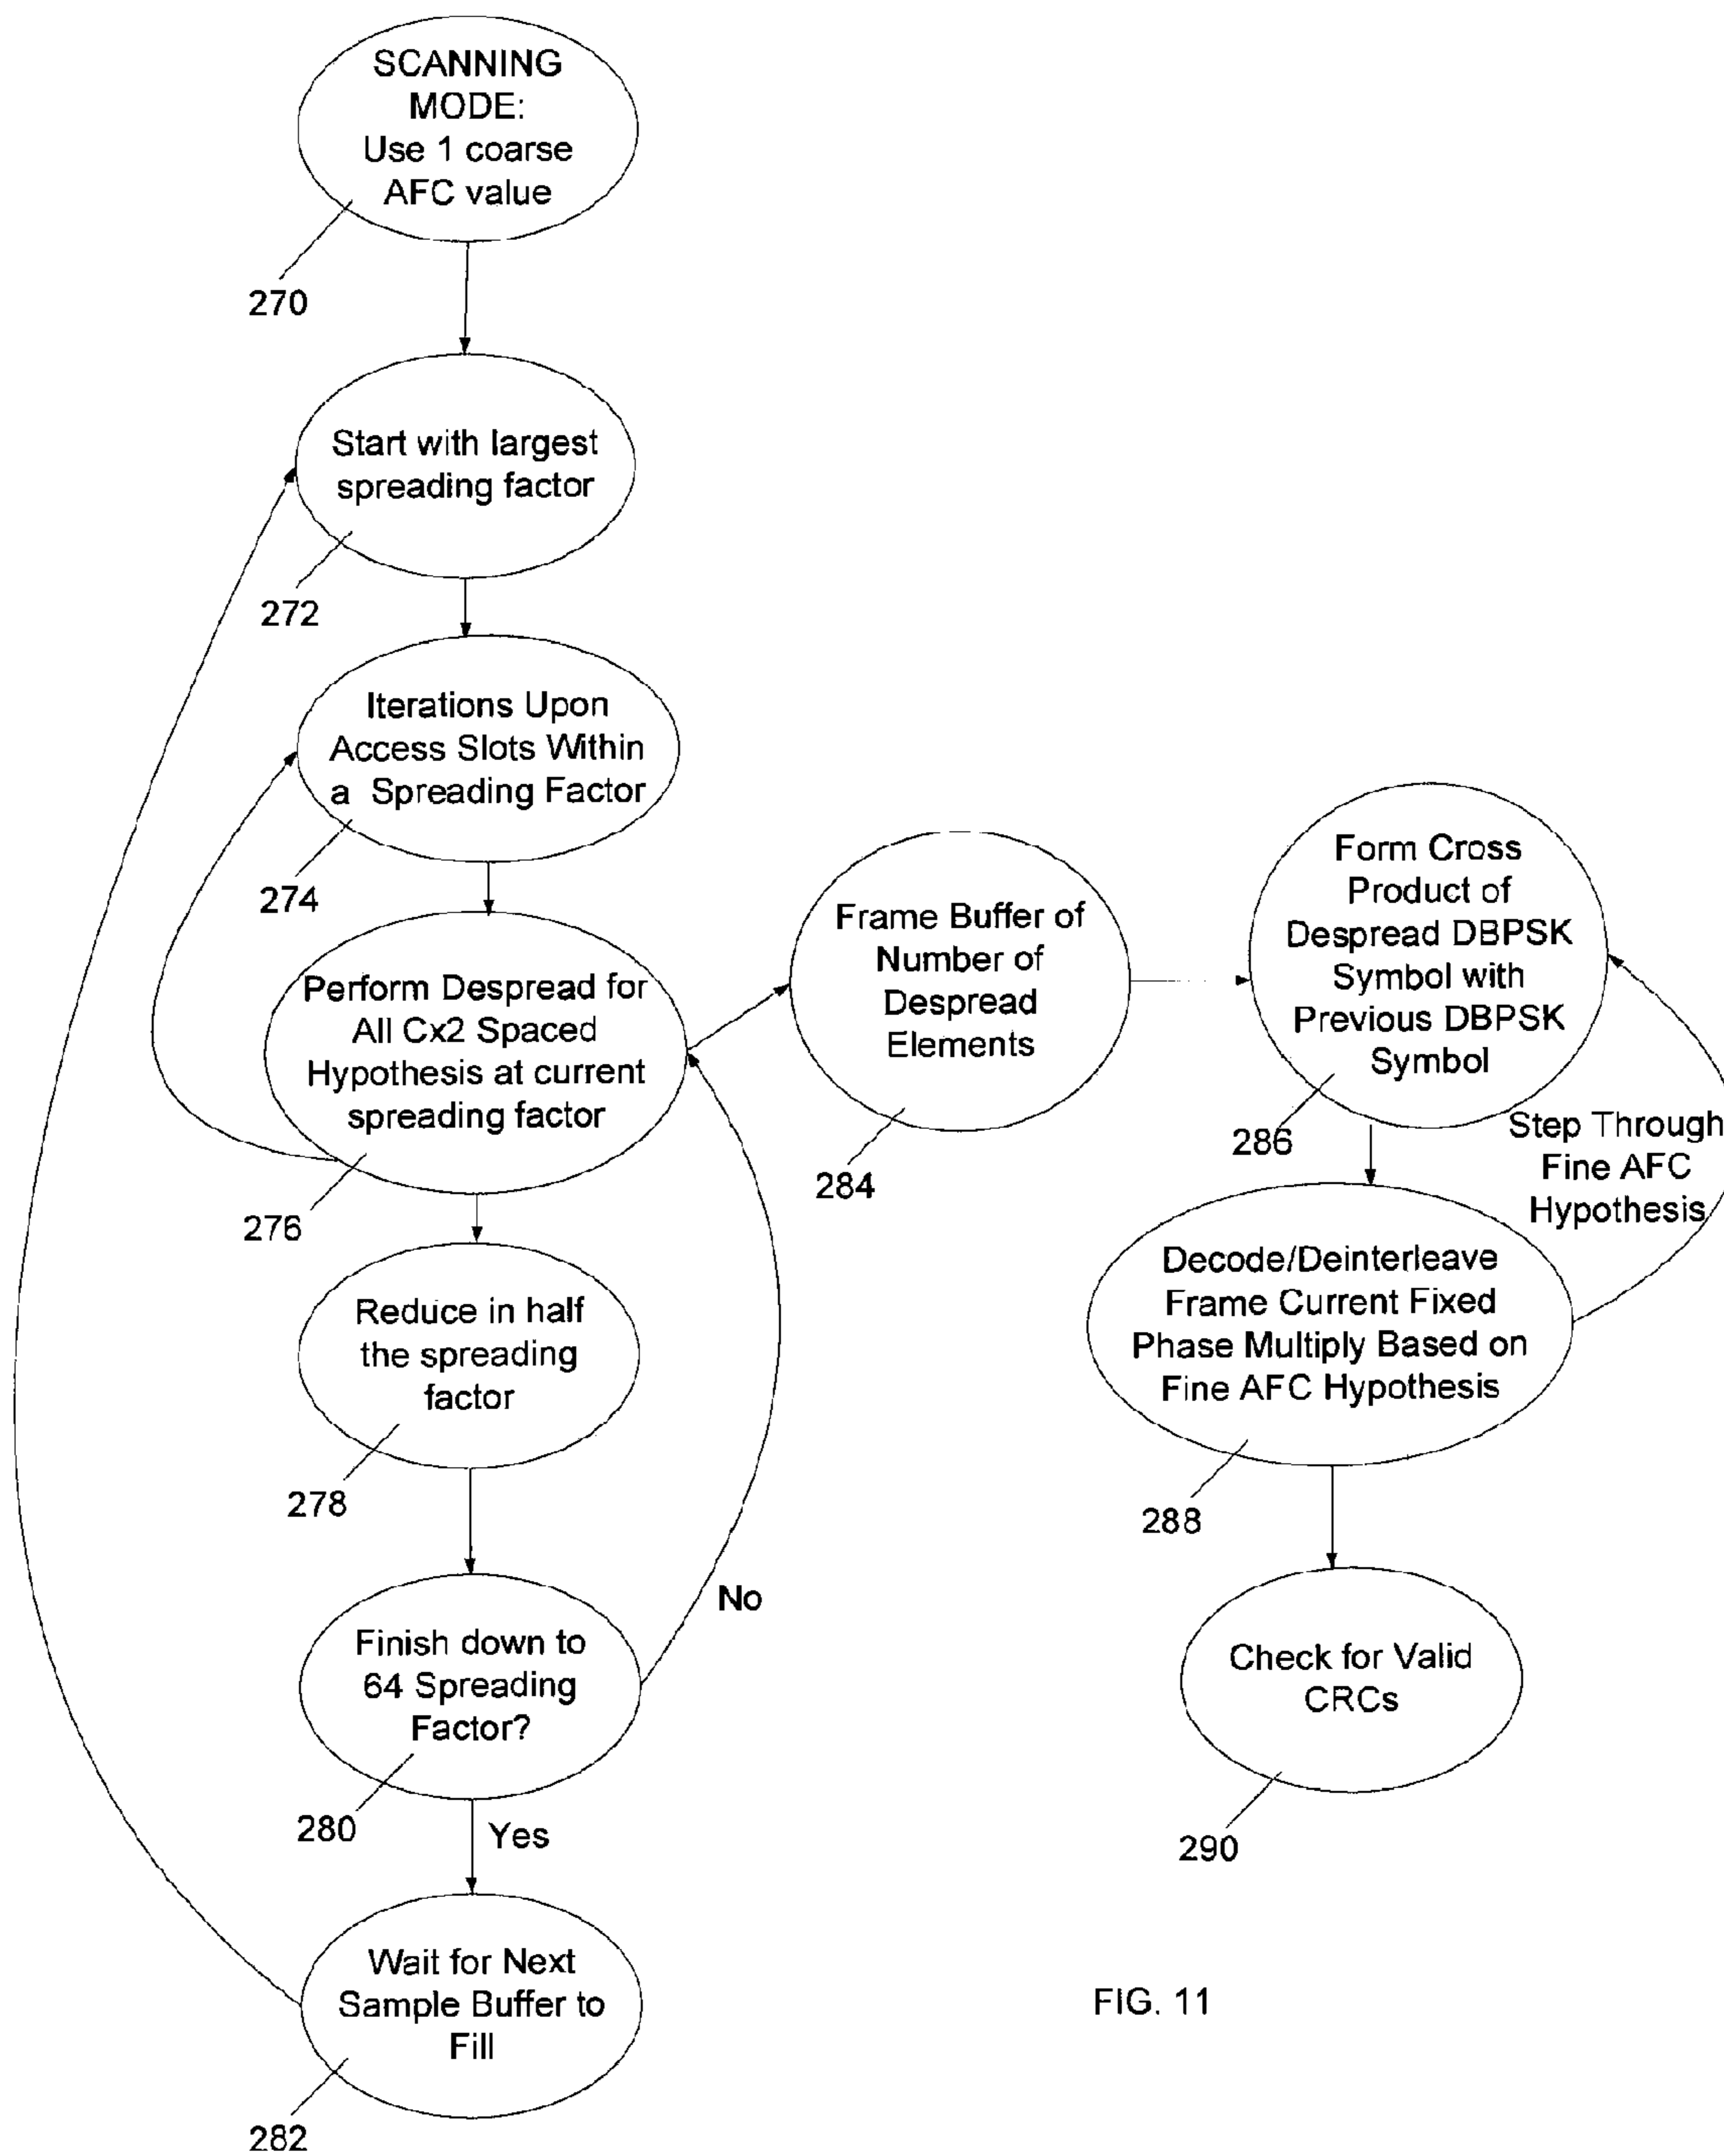 SCANNING
MODE:
Use 1 coarse
AFC value
270
Start with largest
spreading factor
272
Iterations Upon
Access Slots Within
a Spreading Factor
274
Perform Despread for
All Cx2 Spaced
Hypothesis at current
spreading factor
276
Reduce in half
the spreading
factor
278
Finish down to
64 Spreading
Factor?
280
No
Yes
Wait for Next
Sample Buffer to
Fill
282
Frame Buffer of
Number of
Despread
Elements
284
Form Cross
Product of
Despread DBPSK
Symbol with
Previous DBPSK
Symbol
286
Step Through
Fine AFC
Hypothesis
Decode/Deinterleave
Frame Current Fixed
Phase Multiply Based on
Fine AFC Hypothesis
288
Check for Valid
CRCs
290
FIG. 11